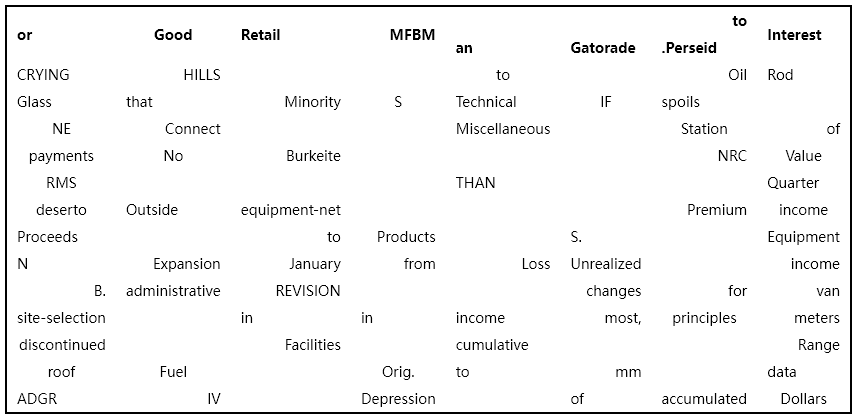 or Good Retail MFBM an Gatorade to .Perseid Interest
CRYING HILLS to Oil Rod
Glass that Minority S Technical IF spoils
NE Connect Miscellaneous Station of
payments No Burkeite NRC Value
RMS THAN Quarter
deserto Outside equipment-net Premium income
Proceeds to Products S. Equipment
N Expansion January from Loss Unrealized income
B. administrative REVISION changes for van
site-selection in in income most, principles meters
discontinued Facilities cumulative Range
roof Fuel Orig. to mm data
ADGR IV Depression of accumulated Dollars